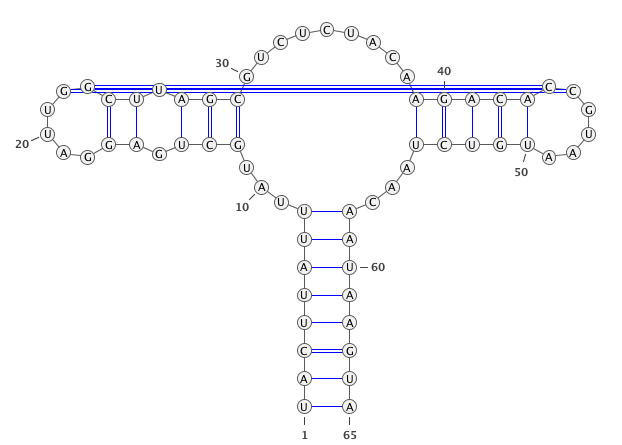 U C U
C A
30 U C
G A 40
G G U A C
U C U A G C A G A C A G
20 U U
A G G A G U C G U C U G U A A
U A 50
10 A A
U C
U A
U A
A U 60
U A
U A
C G
A U
U A
1 65